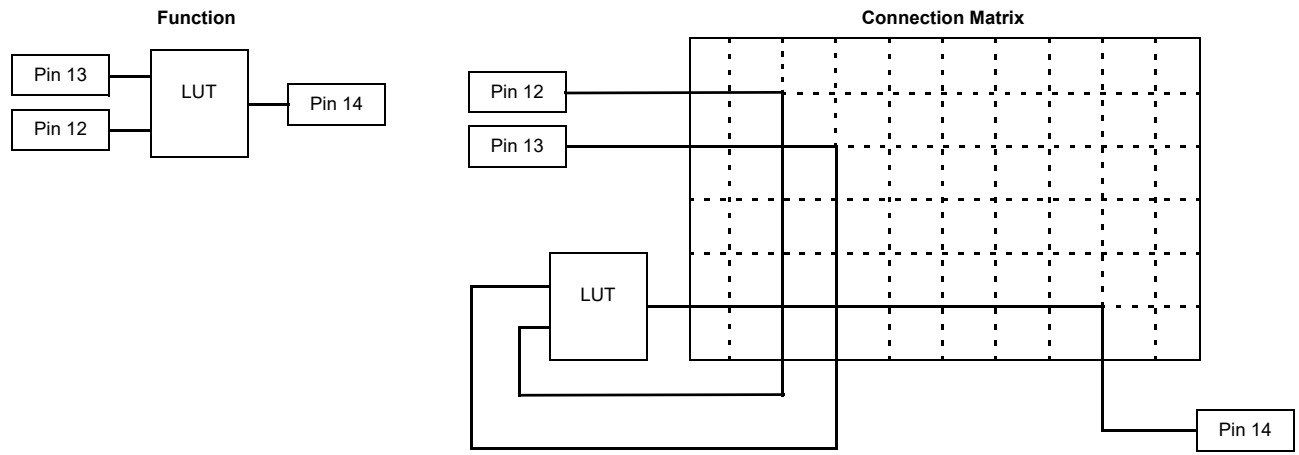 Function
Connection Matrix
Pin 13
LUT
Pin 12
Pin 14
Pin 12
Pin 13
LUT
Pin 14